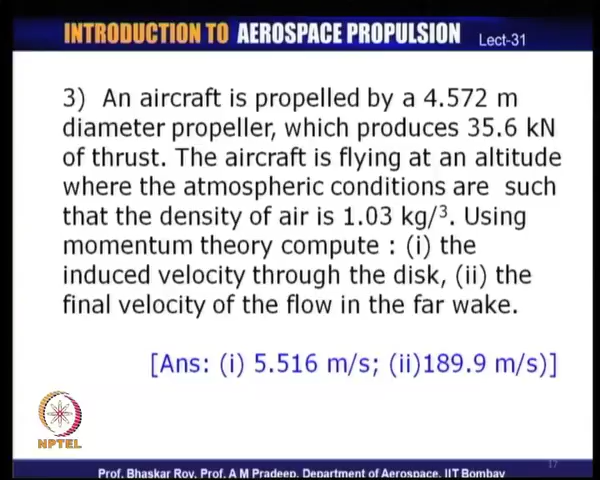 INTRODUCTION TO AEROSPACE PROPULSION Lect-31
3) An aircraft is propelled by a 4.572 m
diameter propeller, which produces 35.6 kN
of thrust. The aircraft is flying at an altitude
where the atmospheric conditions are such
that the density of air is 1.03 kg/³. Using
momentum theory compute : (i) the
induced velocity through the disk, (ii) the
final velocity of the flow in the far wake.
[Ans: (i) 5.516 m/s; (ii)189.9 m/s)]
NPTEL
17
Prof. Bhaskar Roy, Prof. A M Pradeep, Department of Aerospace, IIT Bombay